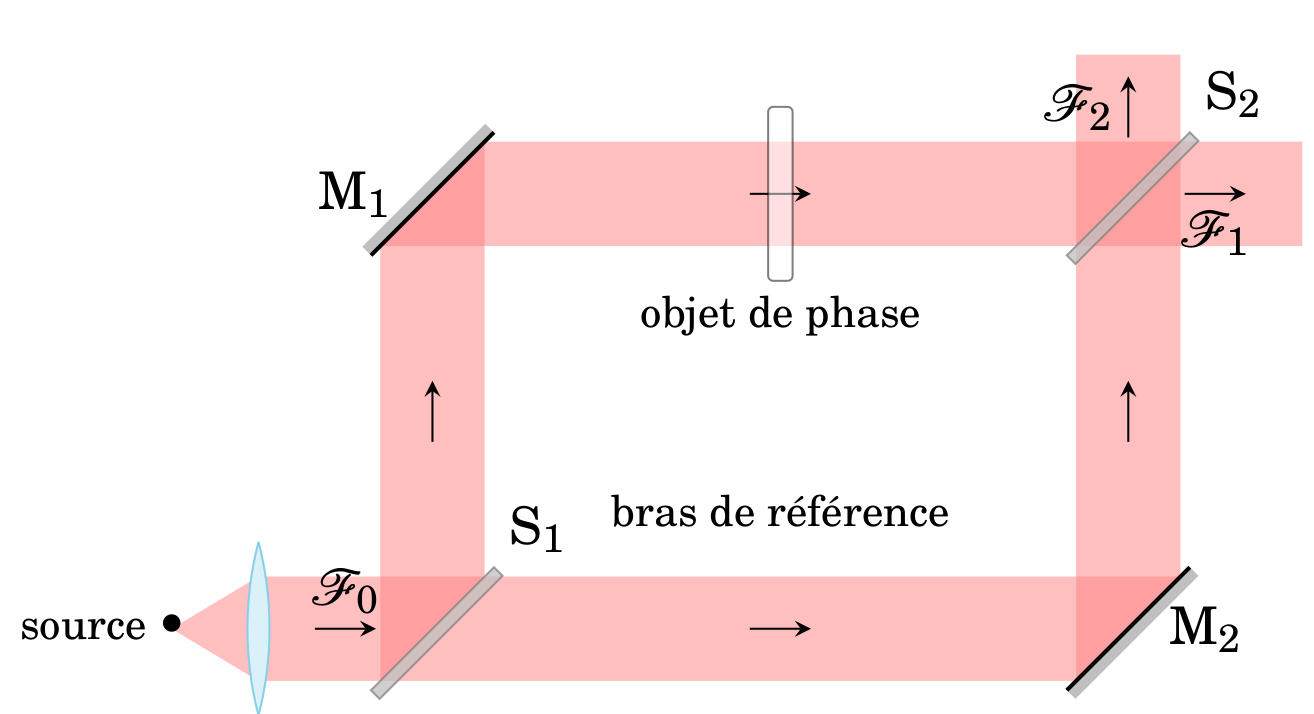 S₂
ℱ₂
M₁
ℱ₁
objet de phase
bras de référence
S₁
ℱ₀
source
M₂